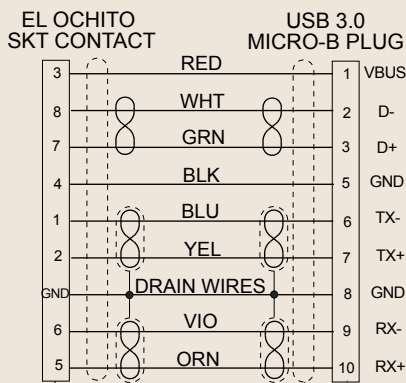 EL OCHITO USB 3.0
SKT CONTACT MICRO-B PLUG
3 RED 1 VBUS
8 WHT 2 D-
7 GRN 3 D+
4 BLK 5 GND
1 BLU 6 TX-
2 YEL 7 TX+
GND DRAIN WIRES 8 GND
6 VIO 9 RX-
5 ORN 10 RX+